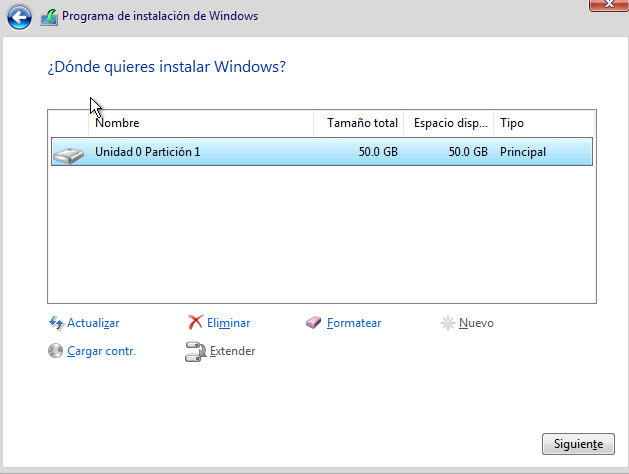 Programa de instalación de Windows
¿Dónde quieres instalar Windows?
Nombre Tamaño total Espacio disp... Tipo
Unidad 0 Partición 1 50.0 GB 50.0 GB Principal
Actualizar Eliminar Formatear Nuevo
Cargar contr. Extender
Siguiente